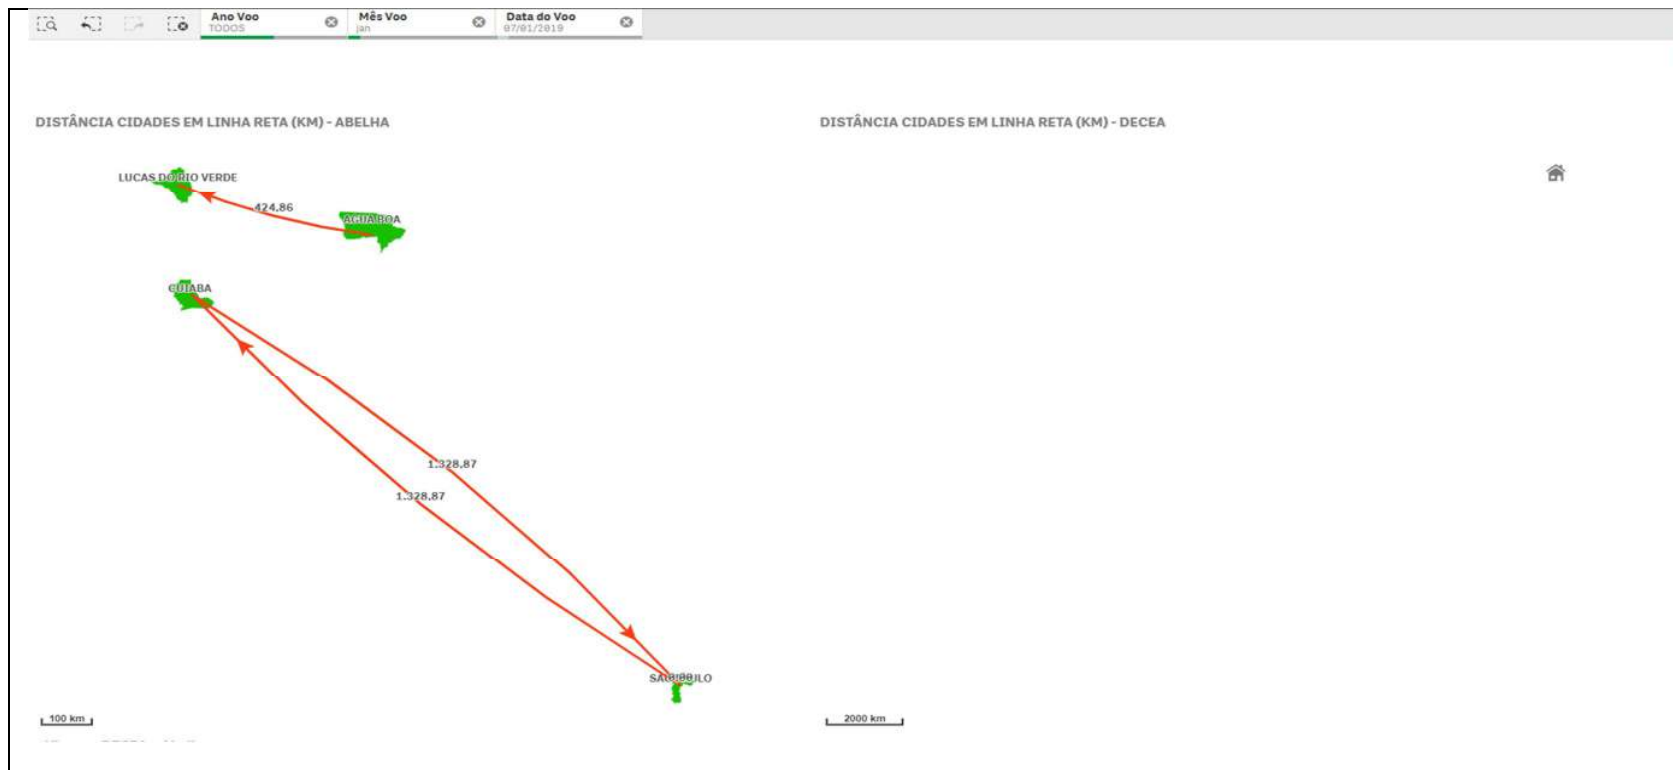 Ano Voo
TODOS
Mês Voo
jan
Data do Voo
07/01/2019
DISTÂNCIA CIDADES EM LINHA RETA (KM) - ABELHA
DISTÂNCIA CIDADES EM LINHA RETA (KM) - DECEA
LUCAS DO RIO VERDE
424,86
AGUA BOA
CUIABA
1.328,87
1.328,87
SAO PAULO
100 km
2000 km